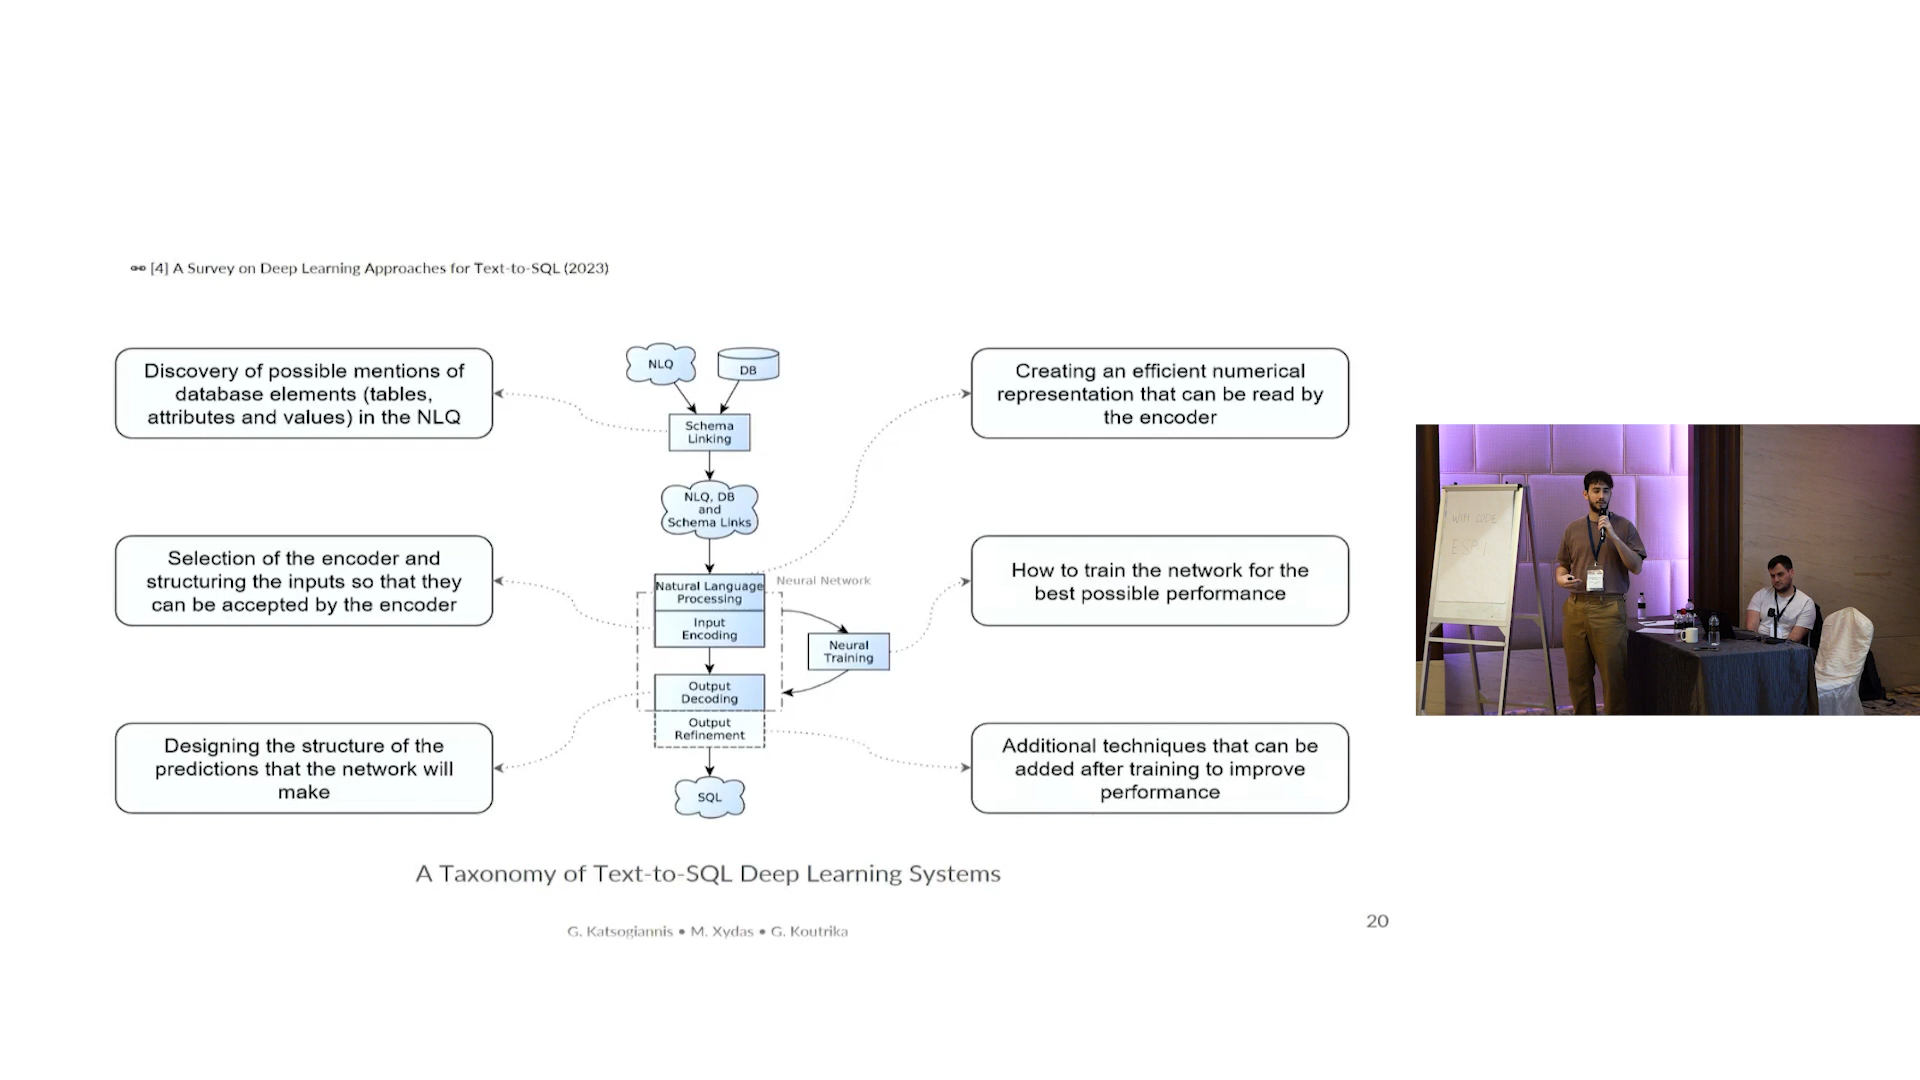 [4] A Survey on Deep Learning Approaches for Text-to-SQL (2023)
Discovery of possible mentions of
database elements (tables,
attributes and values) in the NLQ
Selection of the encoder and
structuring the inputs so that they
can be accepted by the encoder
Designing the structure of the
predictions that the network will
make
NLQ
DB
Schema
Linking
NLQ, DB
and
Schema Links
Natural Language
Processing
Neural Network
Input
Encoding
Neural
Training
Output
Decoding
Output
Refinement
SQL
Creating an efficient numerical
representation that can be read by
the encoder
How to train the network for the
best possible performance
Additional techniques that can be
added after training to improve
performance
A Taxonomy of Text-to-SQL Deep Learning Systems
G. Katsogiannis • M. Xydas • G. Koutrika
20
WIFI CODE